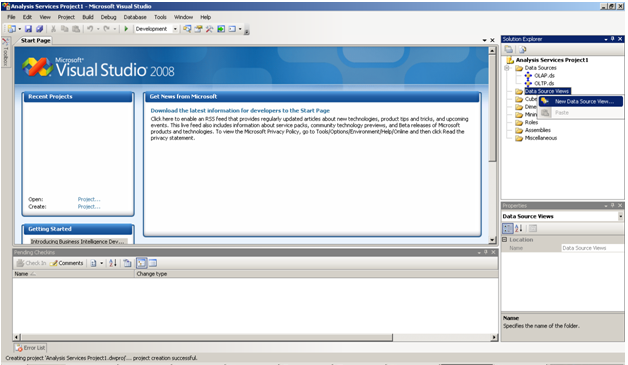 Analysis Services Project1 - Microsoft Visual Studio
File Edit View Project Build Debug Database Tools Window Help
Development
Toolbox
Start Page
Microsoft
Visual Studio 2008
Recent Projects
Open: Project...
Create: Project...
Getting Started
Introducing Business Intelligence Dev...
Get News from Microsoft
Download the latest information for developers to the Start Page
Click here to enable an RSS feed that provides regularly updated articles about new technologies, product tips and tricks, and upcoming
events. This live feed also includes information about service packs, community technology previews, and Beta releases of Microsoft
products and technologies. To view the Microsoft Privacy Policy, go to Tools/Options/Environment/Help/Online and then click Read the
privacy statement.
Pending Checkins
Check In Comments
Name Change type
Error List
Creating project 'Analysis Services Project1.dwproj'... project creation successful.
Solution Explorer
Analysis Services Project1
Data Sources
OLAP.ds
OLTP.ds
Data Source Views
Cube
Dime
Minin
Roles
Assemblies
Miscellaneous
New Data Source View...
Paste
Properties
Data Source Views
Location
Name Data Source Views
Name
Specifies the name of the folder.